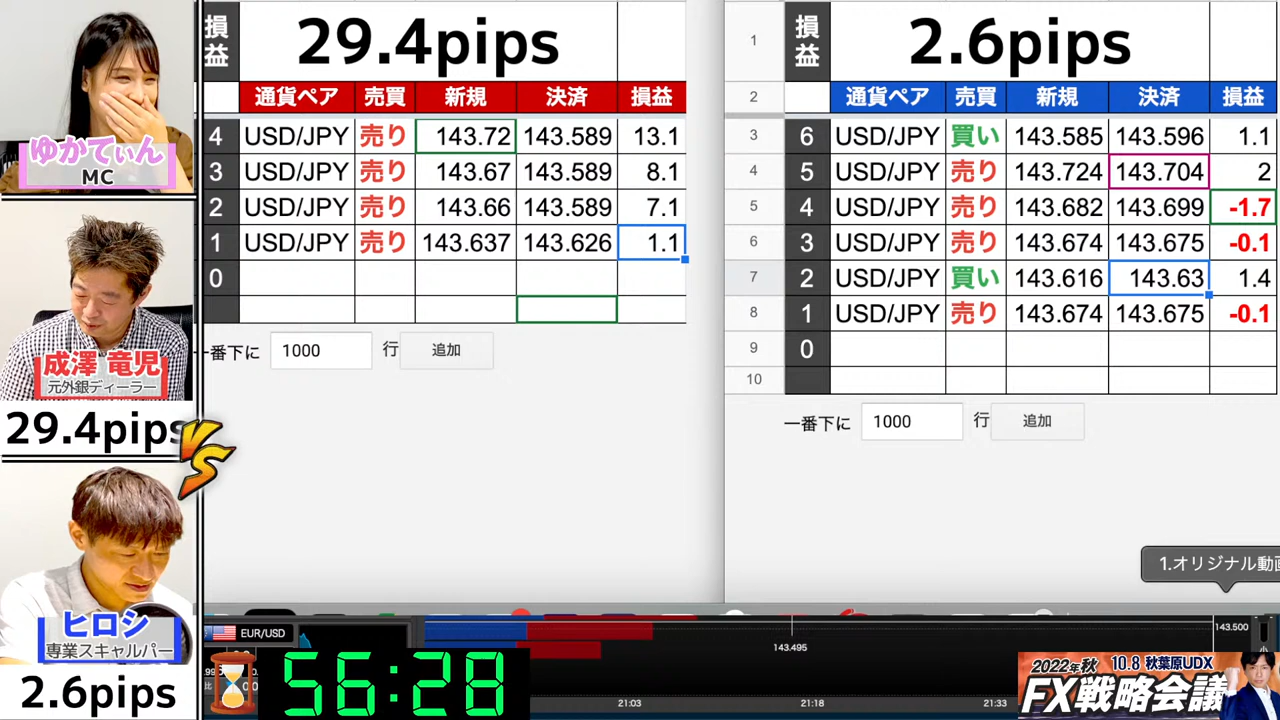 損益
29.4pips
通貨ペア 売買 新規 決済 損益
4 USD/JPY 売り 143.72 143.589 13.1
3 USD/JPY 売り 143.67 143.589 8.1
2 USD/JPY 売り 143.66 143.589 7.1
1 USD/JPY 売り 143.637 143.626 1.1
0
一番下に 1000 行 追加
1 損益
2.6pips
2 通貨ペア 売買 新規 決済 損益
3 6 USD/JPY 買い 143.585 143.596 1.1
4 5 USD/JPY 売り 143.724 143.704 2
5 4 USD/JPY 売り 143.682 143.699 -1.7
6 3 USD/JPY 売り 143.674 143.675 -0.1
7 2 USD/JPY 買い 143.616 143.63 1.4
8 1 USD/JPY 売り 143.674 143.675 -0.1
9 0
10
一番下に 1000 行 追加
ゆかてぃん
MC
成澤 竜児
元外銀ディーラー
29.4pips
VS
ヒロシ
専業スキャルパー
2.6pips
1.オリジナル動画
EUR/USD
143.500
143.495
56:28
21:03 21:18 21:33
2022年秋 10.8 秋葉原UDX
FX戦略会議